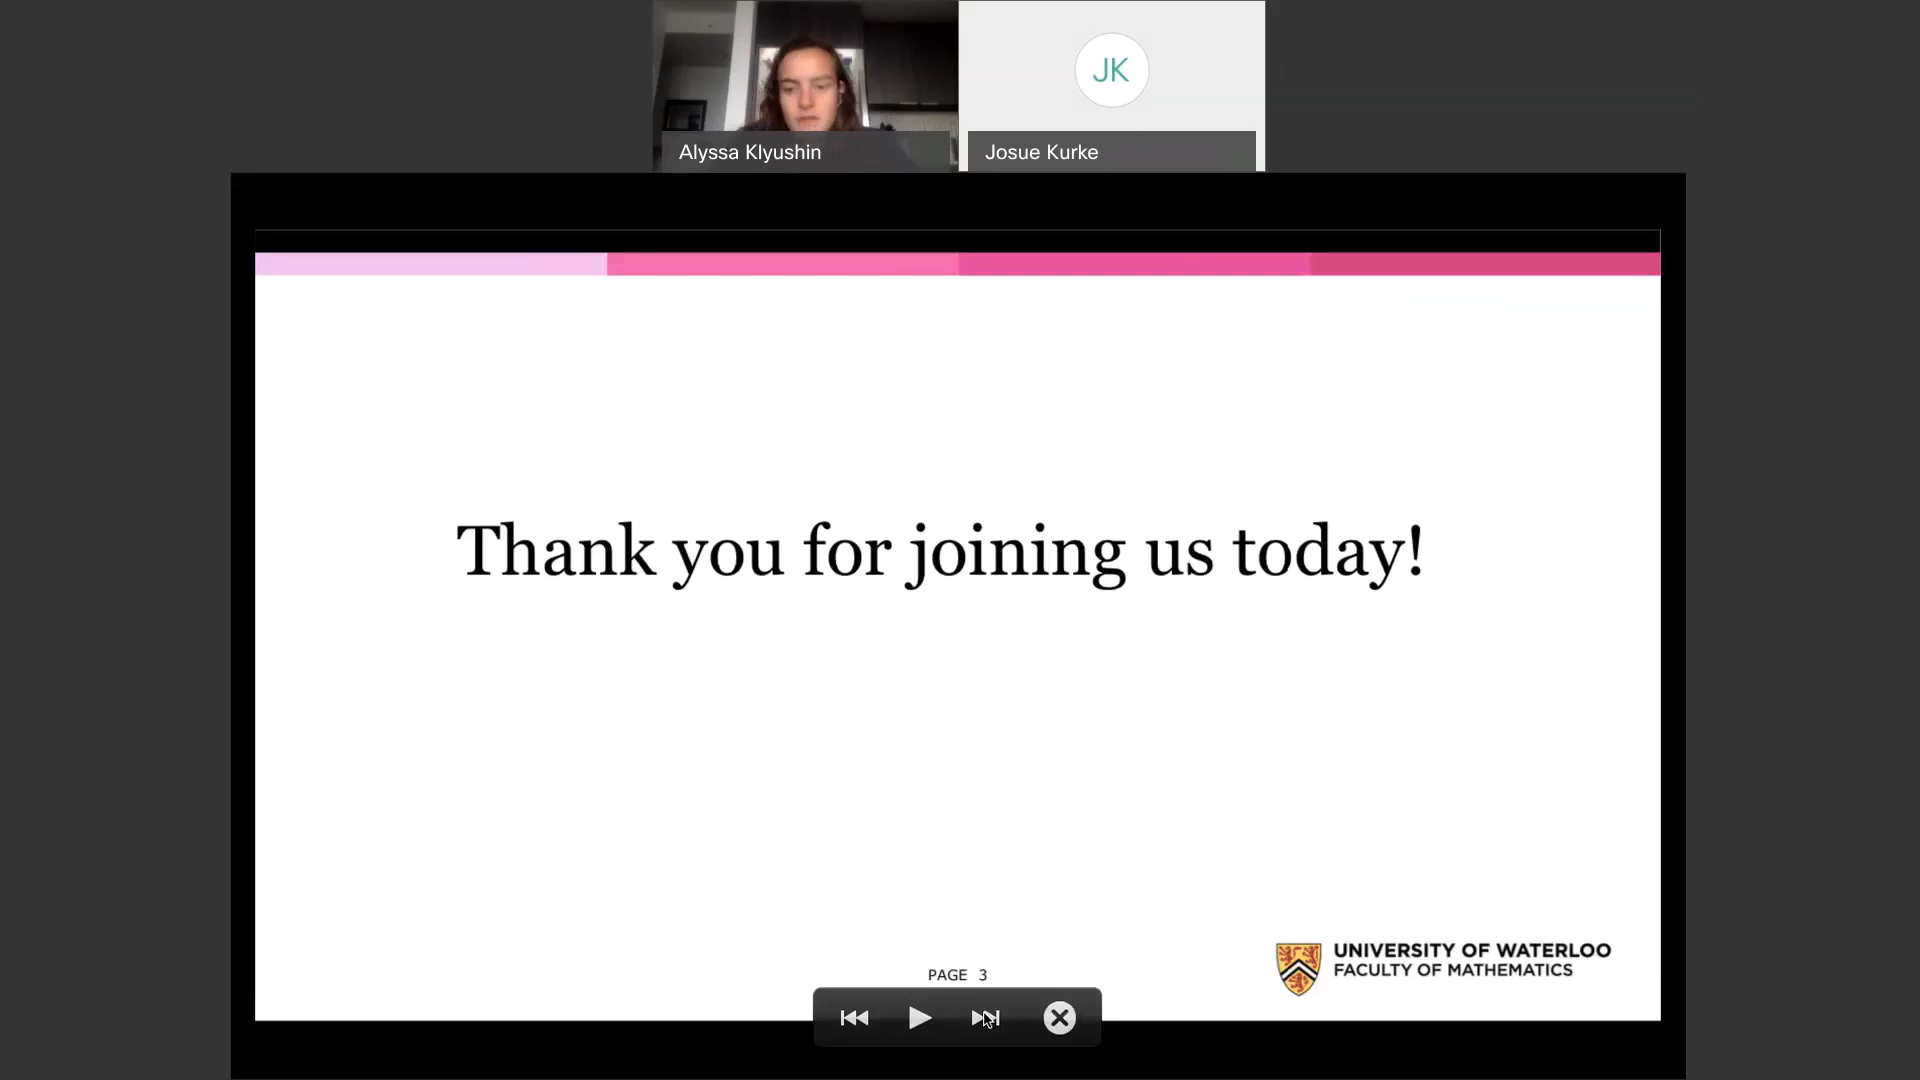 JK
Alyssa Klyushin
Josue Kurke
Thank you for joining us today!
UNIVERSITY OF WATERLOO
FACULTY OF MATHEMATICS
PAGE 3